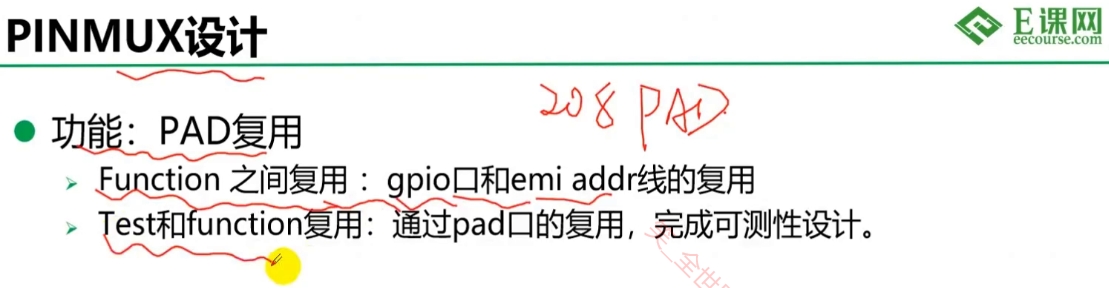 PINMUX设计
E课网
eecourse.com
208 PAD
功能：PAD复用
Function 之间复用 ：gpio口和emi addr线的复用
Test和function复用：通过pad口的复用，完成可测性设计。
全世